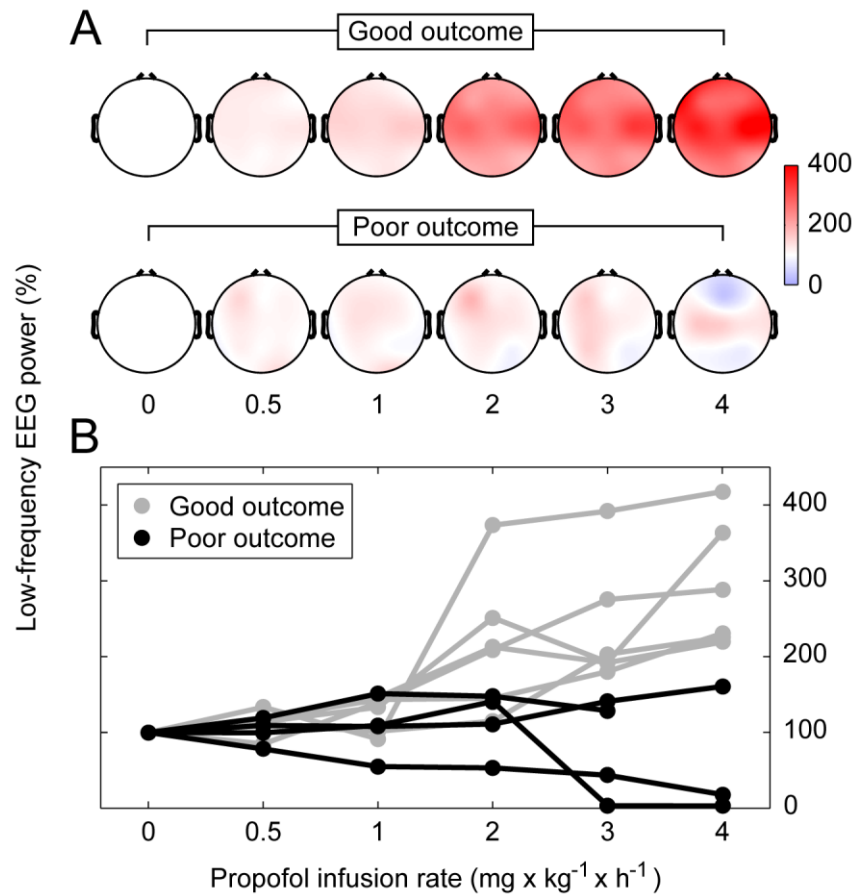 A
Good outcome
400
200
0
Poor outcome
0 0.5 1 2 3 4
Low-frequency EEG power (%)
B
Good outcome
Poor outcome
400
300
200
100
0
0 0.5 1 2 3 4
Propofol infusion rate (mg x kg⁻¹ x h⁻¹)